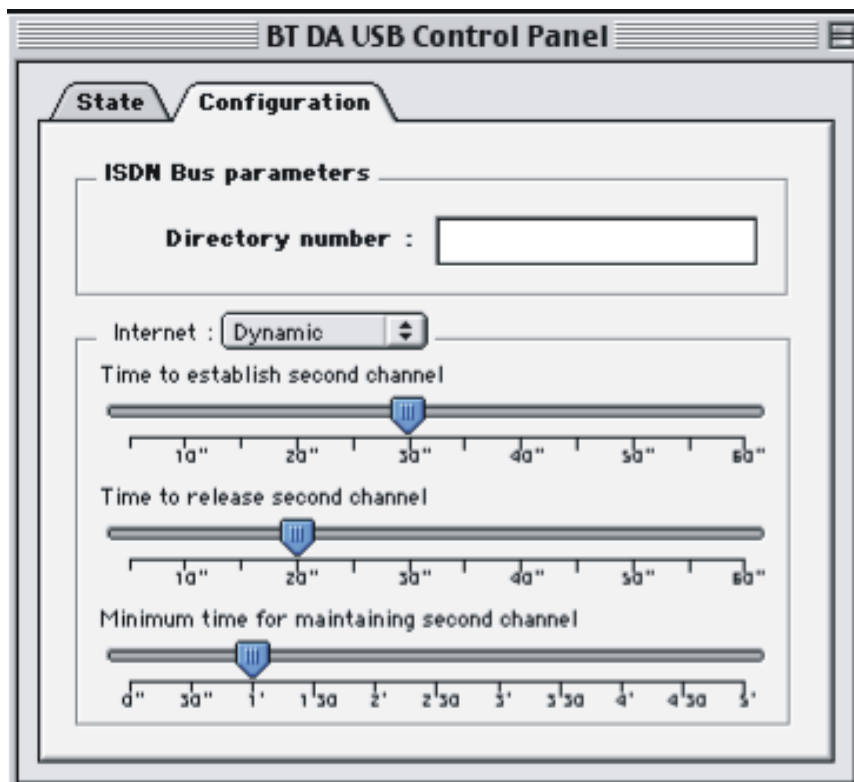 BT DA USB Control Panel
State Configuration
ISDN Bus parameters
Directory number :
Internet : Dynamic
Time to establish second channel
10" 20" 30" 40" 50" 60"
Time to release second channel
10" 20" 30" 40" 50" 60"
Minimum time for maintaining second channel
0" 30" 1' 1'30 2' 2'30 3' 3'30 4' 4'30 5'